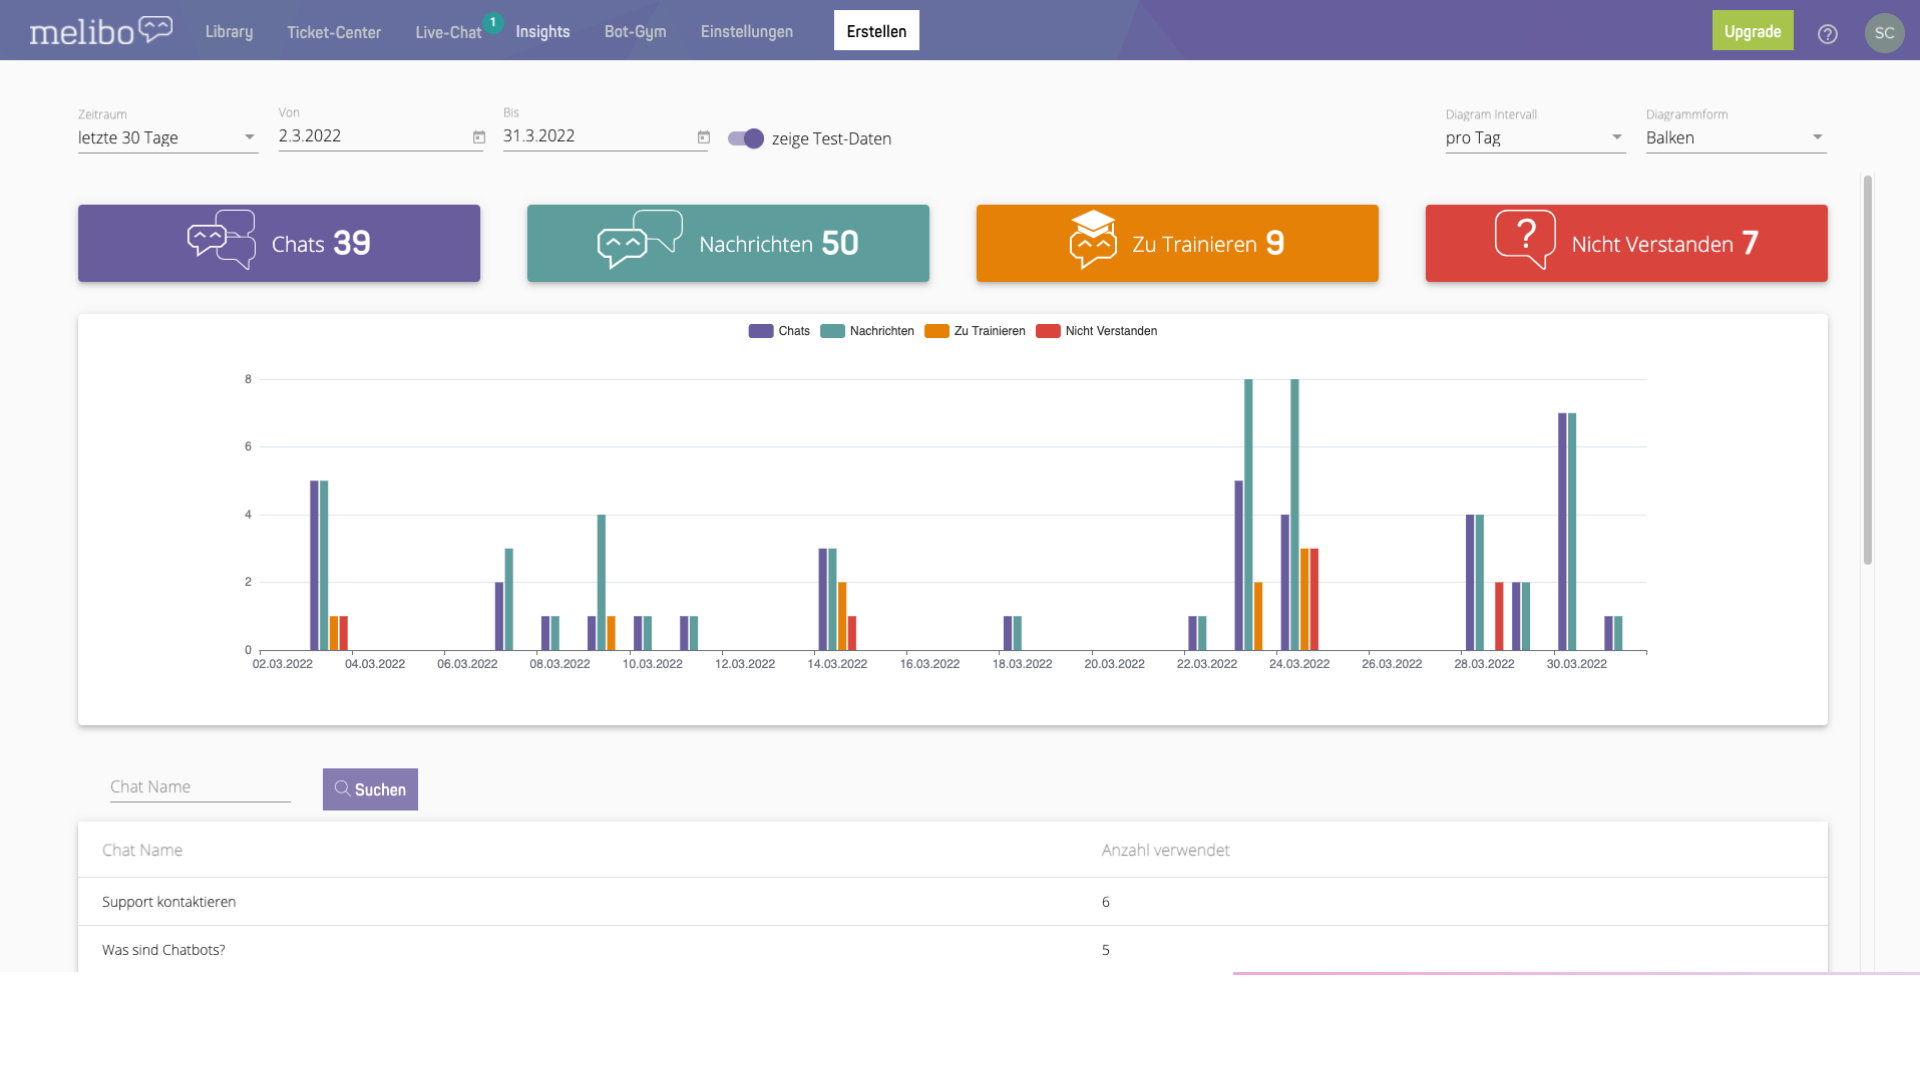 melibo
Library Ticket-Center Live-Chat 1 Insights Bot-Gym Einstellungen Erstellen Upgrade ? SC
Zeitraum Von Bis Diagram Intervall Diagrammform
letzte 30 Tage 2.3.2022 31.3.2022 zeige Test-Daten pro Tag Balken
Chats 39 Nachrichten 50 Zu Trainieren 9 ? Nicht Verstanden 7
Chats Nachrichten Zu Trainieren Nicht Verstanden
8
6
4
2
0
02.03.2022 04.03.2022 06.03.2022 08.03.2022 10.03.2022 12.03.2022 14.03.2022 16.03.2022 18.03.2022 20.03.2022 22.03.2022 24.03.2022 26.03.2022 28.03.2022 30.03.2022
Chat Name Suchen
Chat Name Anzahl verwendet
Support kontaktieren 6
Was sind Chatbots? 5